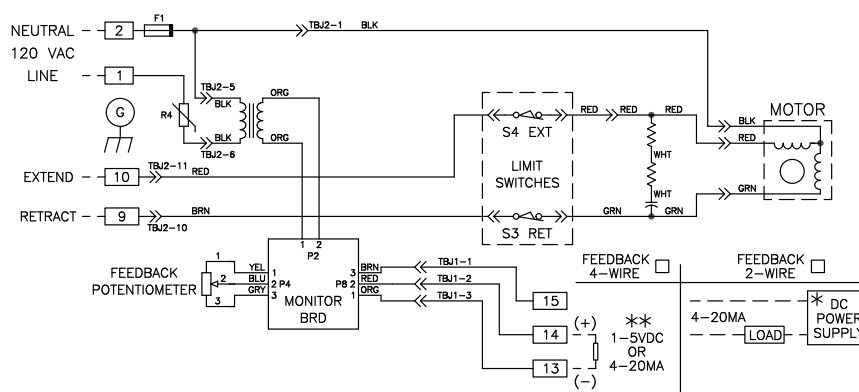 NEUTRAL
2
F1
TBJ2-1
BLK
120 VAC
LINE
1
TBJ2-5
BLK
ORG
R4
G
BLK
TBJ2-6
ORG
RED
RED
RED
S4 EXT
LIMIT
SWITCHES
WHT
WHT
MOTOR
BLK
RED
GRN
EXTEND
10
TBJ2-11
RED
RETRACT
9
TBJ2-10
BRN
S3 RET
GRN
GRN
1 2
P2
FEEDBACK
POTENTIOMETER
1
2
3
YEL
BLU
GRY
1
2 P4
3
MONITOR
BRD
3
P8 2
1
BRN
RED
ORG
TBJ1-1
TBJ1-2
TBJ1-3
15
14
13
(+)
(-)
FEEDBACK
4-WIRE
**
1-5VDC
OR
4-20MA
FEEDBACK
2-WIRE
4-20MA
LOAD
* DC
POWER
SUPPLY